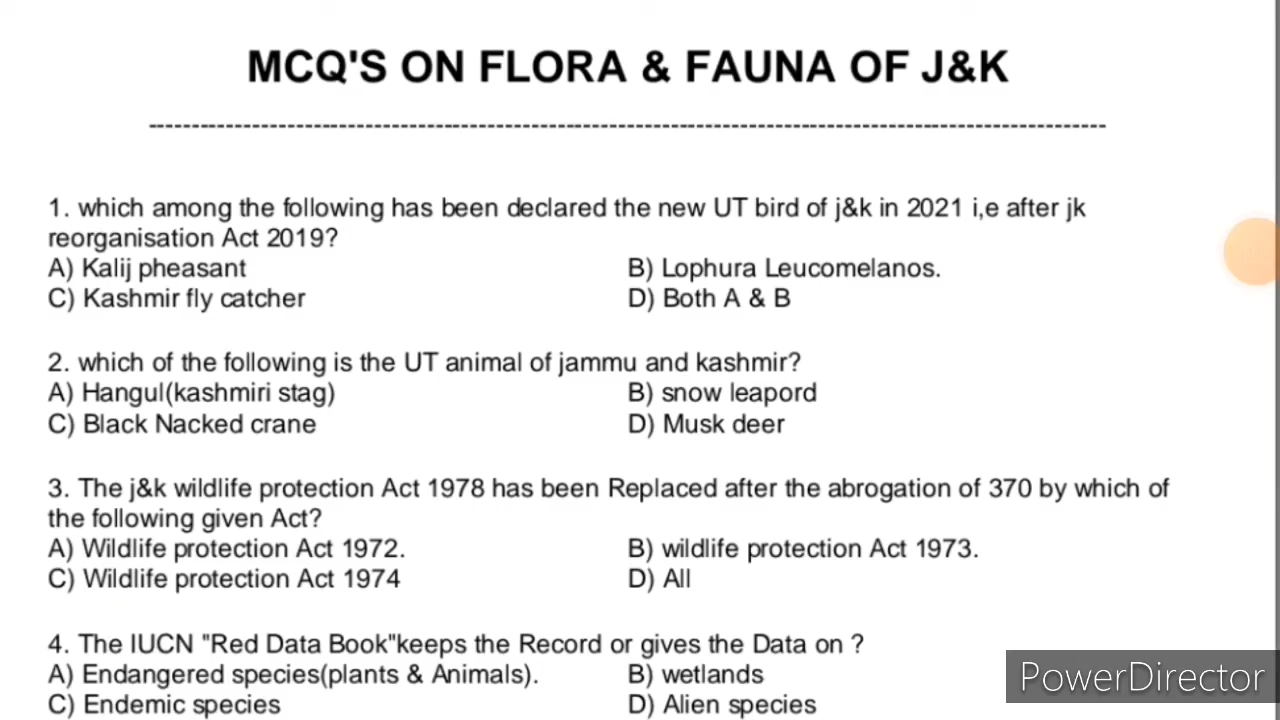 MCQ'S ON FLORA & FAUNA OF J&K
---------------------------------------------------------------------------------------------------------------
1. which among the following has been declared the new UT bird of j&k in 2021 i,e after jk
reorganisation Act 2019?
A) Kalij pheasant B) Lophura Leucomelanos.
C) Kashmir fly catcher D) Both A & B
2. which of the following is the UT animal of jammu and kashmir?
A) Hangul(kashmiri stag) B) snow leapord
C) Black Nacked crane D) Musk deer
3. The j&k wildlife protection Act 1978 has been Replaced after the abrogation of 370 by which of
the following given Act?
A) Wildlife protection Act 1972. B) wildlife protection Act 1973.
C) Wildlife protection Act 1974 D) All
4. The IUCN "Red Data Book"keeps the Record or gives the Data on ?
A) Endangered species(plants & Animals). B) wetlands
C) Endemic species D) Alien species
PowerDirector